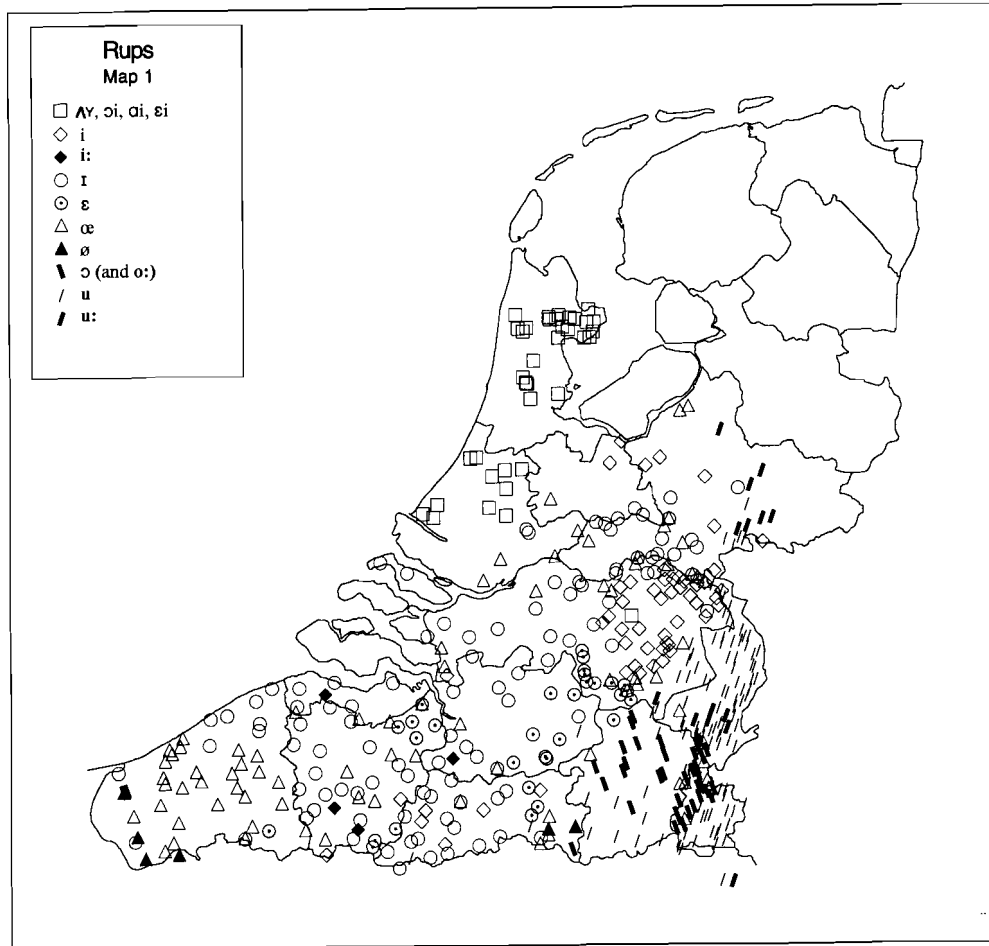 Rups
Map 1
ʌʏ, ɔi, ɑi, ɛi
i
i:
ɪ
ɛ
œ
ø
ɔ (and o:)
u
u: